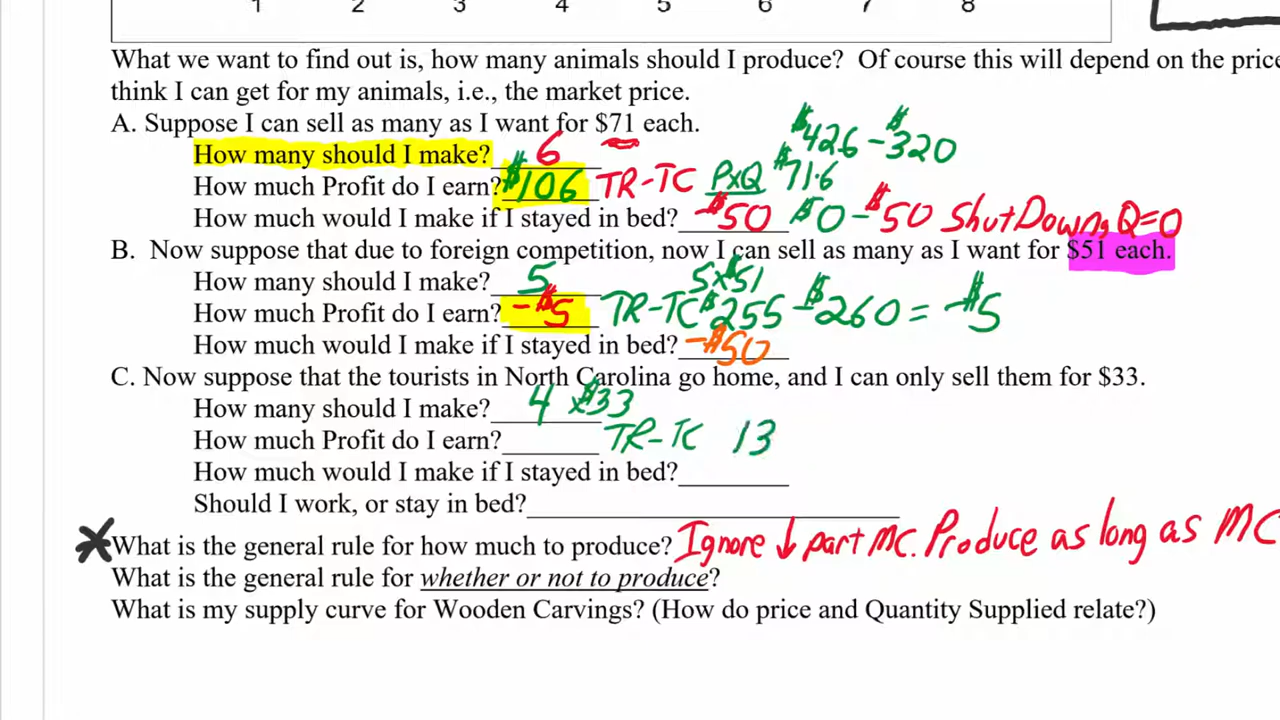 1 2 3 4 5 6 7 8
What we want to find out is, how many animals should I produce? Of course this will depend on the price
think I can get for my animals, i.e., the market price.
A. Suppose I can sell as many as I want for $71 each.
$426 - $320
How many should I make? 6
How much Profit do I earn? $106 TR-TC PxQ $71·6
How much would I make if I stayed in bed? -$50 $0-$50 Shut Down, Q=0
B. Now suppose that due to foreign competition, now I can sell as many as I want for $51 each.
How many should I make? 5 5x$51
How much Profit do I earn? -$5 TR-TC $255 - $260 = -$5
How much would I make if I stayed in bed? -$50
C. Now suppose that the tourists in North Carolina go home, and I can only sell them for $33.
How many should I make? 4 x$33
How much Profit do I earn? TR-TC 13
How much would I make if I stayed in bed?
Should I work, or stay in bed?
What is the general rule for how much to produce? Ignore ↓ part MC. Produce as long as MC
What is the general rule for whether or not to produce?
What is my supply curve for Wooden Carvings? (How do price and Quantity Supplied relate?)